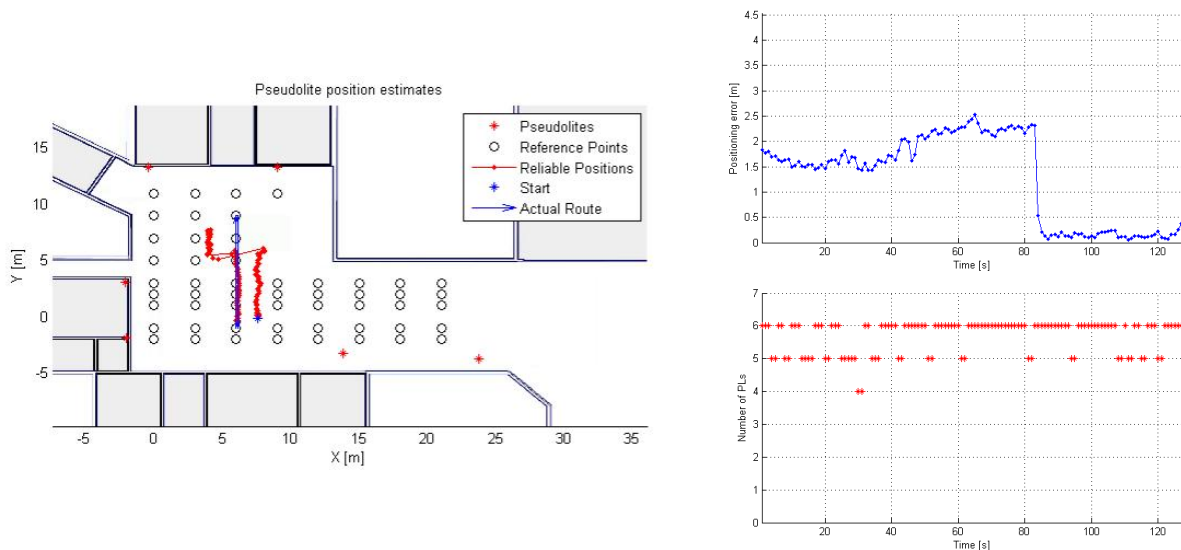 Pseudolite position estimates
Pseudolites
Reference Points
Reliable Positions
Start
Actual Route
Y [m]
15
10
5
0
-5
-5 0 5 10 15 20 25 30 35
X [m]
Positioning error [m]
4.5
4
3.5
3
2.5
2
1.5
1
0.5
0
20 40 60 80 100 120
Time [s]
Number of PLs
7
6
5
4
3
2
1
0
20 40 60 80 100 120
Time [s]